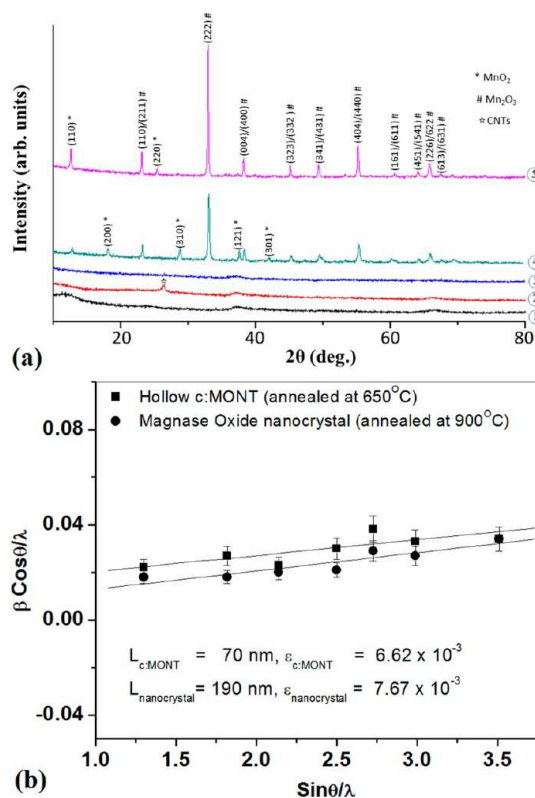 Intensity (arb. units)
(110) *
(110)/(211) #
(220) *
(222) #
(004)/(400) #
(323)/(332) #
(341)/(431) #
(404)/(440) #
(161)/(611) #
(451)/(541) #
(226)/622 #
(613)/(631) #
* MnO2
# Mn2O3
☆ CNTs
(200) *
(310) *
(121) *
(301) *
20 40 60 80
2θ (deg.)
(a)
■ Hollow c:MONT (annealed at 650°C)
● Magnase Oxide nanocrystal (annealed at 900°C)
β Cosθ/λ
0.08
0.04
0.00
-0.04
Lc:MONT = 70 nm, εc:MONT = 6.62 x 10-3
Lnanocrystal = 190 nm, εnanocrystal = 7.67 x 10-3
1.0 1.5 2.0 2.5 3.0 3.5
Sinθ/λ
(b)